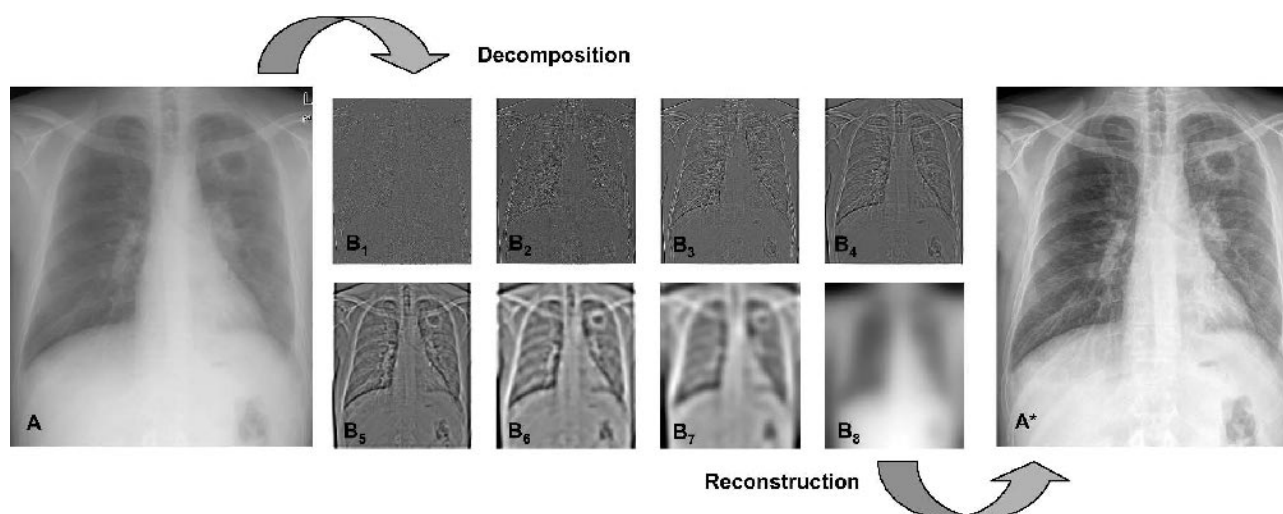 Decomposition
L
A
B1
B2
B3
B4
B5
B6
B7
B8
A*
Reconstruction